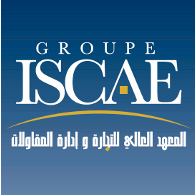 GROUPE
ISCAE
المعهد العالي للتجارة و إدارة المقاولات